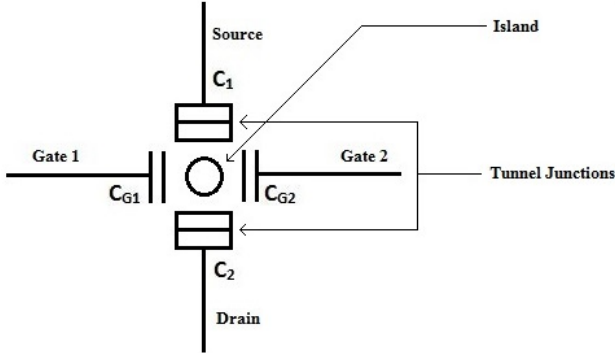 Source
Island
C1
Gate 1
Gate 2
Tunnel Junctions
CG1
CG2
C2
Drain